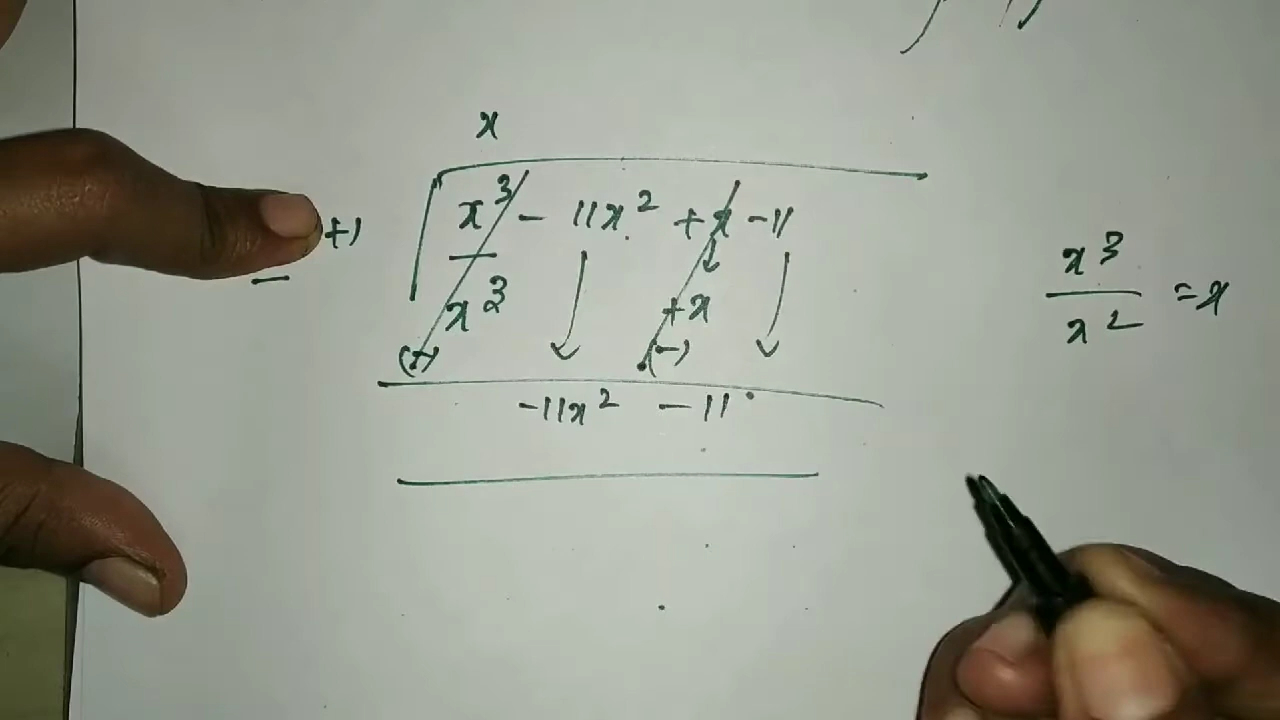 x
+1 x³ - 11x² + x - 11
x³ + x
(-) (-)
-11x² - 11
x³/x² = x